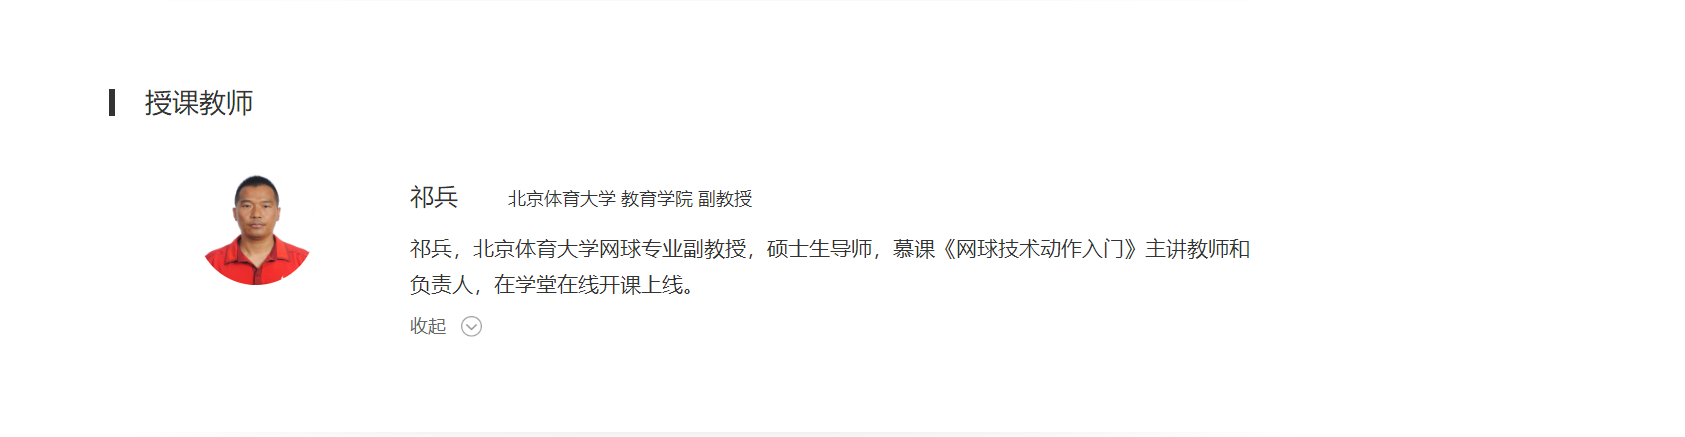 授课教师
祁兵 北京体育大学 教育学院 副教授
祁兵，北京体育大学网球专业副教授，硕士生导师，慕课《网球技术动作入门》主讲教师和
负责人，在学堂在线开课上线。
收起